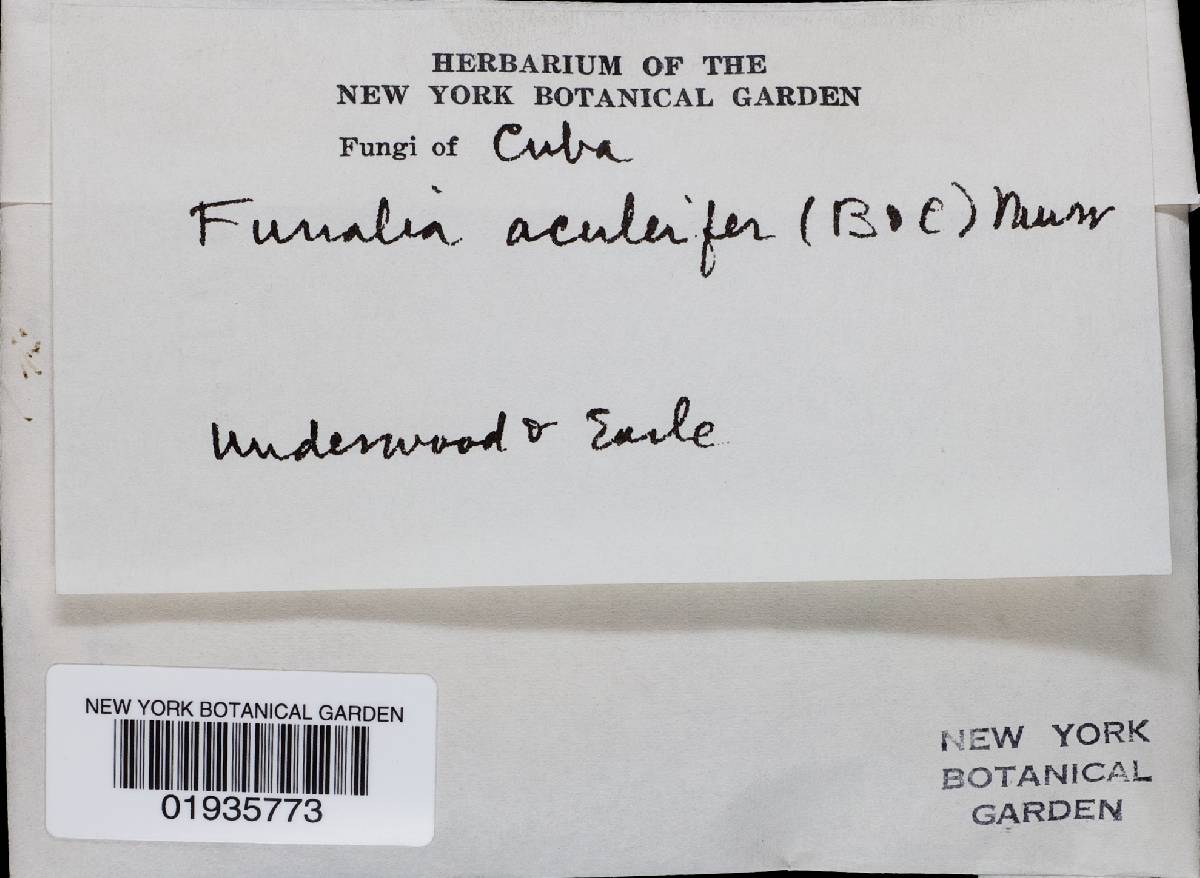 HERBARIUM OF THE
NEW YORK BOTANICAL GARDEN
Fungi of Cuba
Funalia aculeifer (B & C) Murr
Underwood & Earle
NEW YORK BOTANICAL GARDEN
01935773
NEW YORK
BOTANICAL
GARDEN